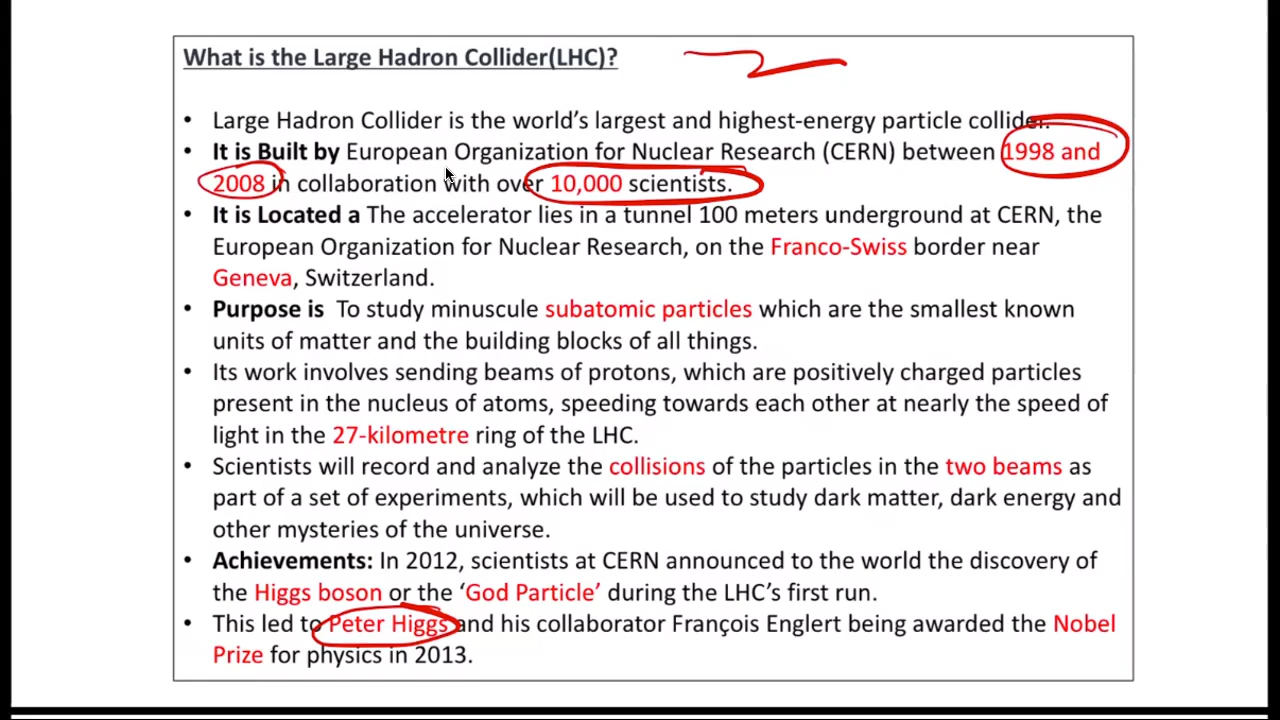 What is the Large Hadron Collider(LHC)?
• Large Hadron Collider is the world's largest and highest-energy particle collider.
• It is Built by European Organization for Nuclear Research (CERN) between 1998 and
2008 in collaboration with over 10,000 scientists.
• It is Located a The accelerator lies in a tunnel 100 meters underground at CERN, the
European Organization for Nuclear Research, on the Franco-Swiss border near
Geneva, Switzerland.
• Purpose is To study minuscule subatomic particles which are the smallest known
units of matter and the building blocks of all things.
• Its work involves sending beams of protons, which are positively charged particles
present in the nucleus of atoms, speeding towards each other at nearly the speed of
light in the 27-kilometre ring of the LHC.
• Scientists will record and analyze the collisions of the particles in the two beams as
part of a set of experiments, which will be used to study dark matter, dark energy and
other mysteries of the universe.
• Achievements: In 2012, scientists at CERN announced to the world the discovery of
the Higgs boson or the ‘God Particle’ during the LHC's first run.
• This led to Peter Higgs and his collaborator François Englert being awarded the Nobel
Prize for physics in 2013.